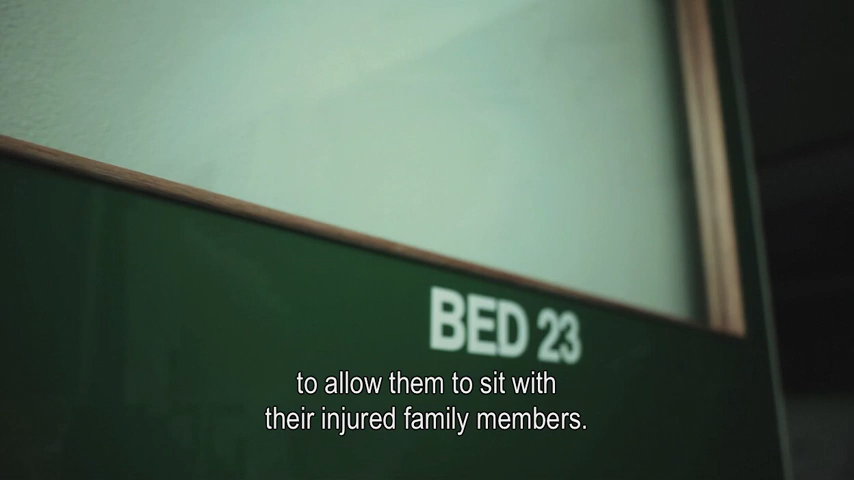 BED 23
to allow them to sit with
their injured family members.